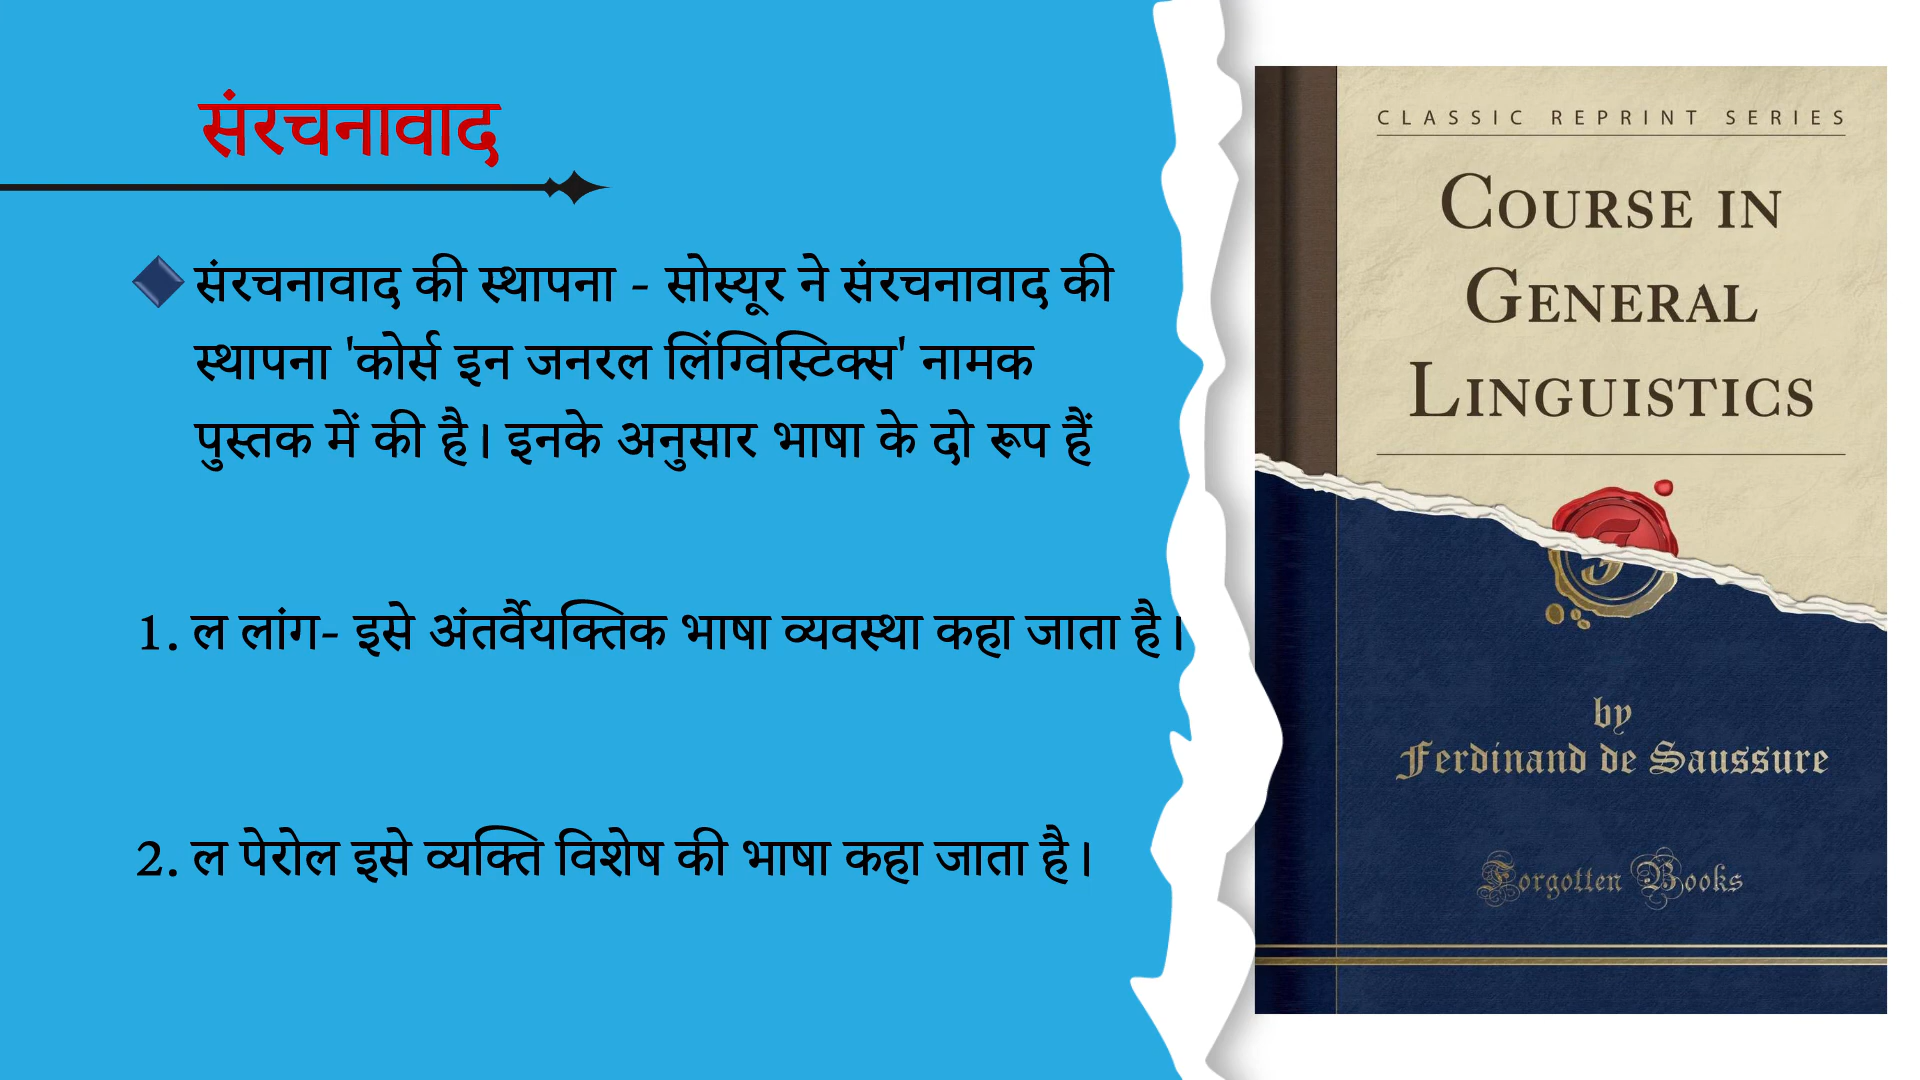 संरचनावाद
संरचनावाद की स्थापना - सोस्यूर ने संरचनावाद की
स्थापना 'कोर्स इन जनरल लिंग्विस्टिक्स' नामक
पुस्तक में की है। इनके अनुसार भाषा के दो रूप हैं
1. ल लांग- इसे अंतर्वैयक्तिक भाषा व्यवस्था कहा जाता है।
2. ल पेरोल इसे व्यक्ति विशेष की भाषा कहा जाता है।
CLASSIC REPRINT SERIES
COURSE IN
GENERAL
LINGUISTICS
by
Ferdinand de Saussure
Forgotten Books